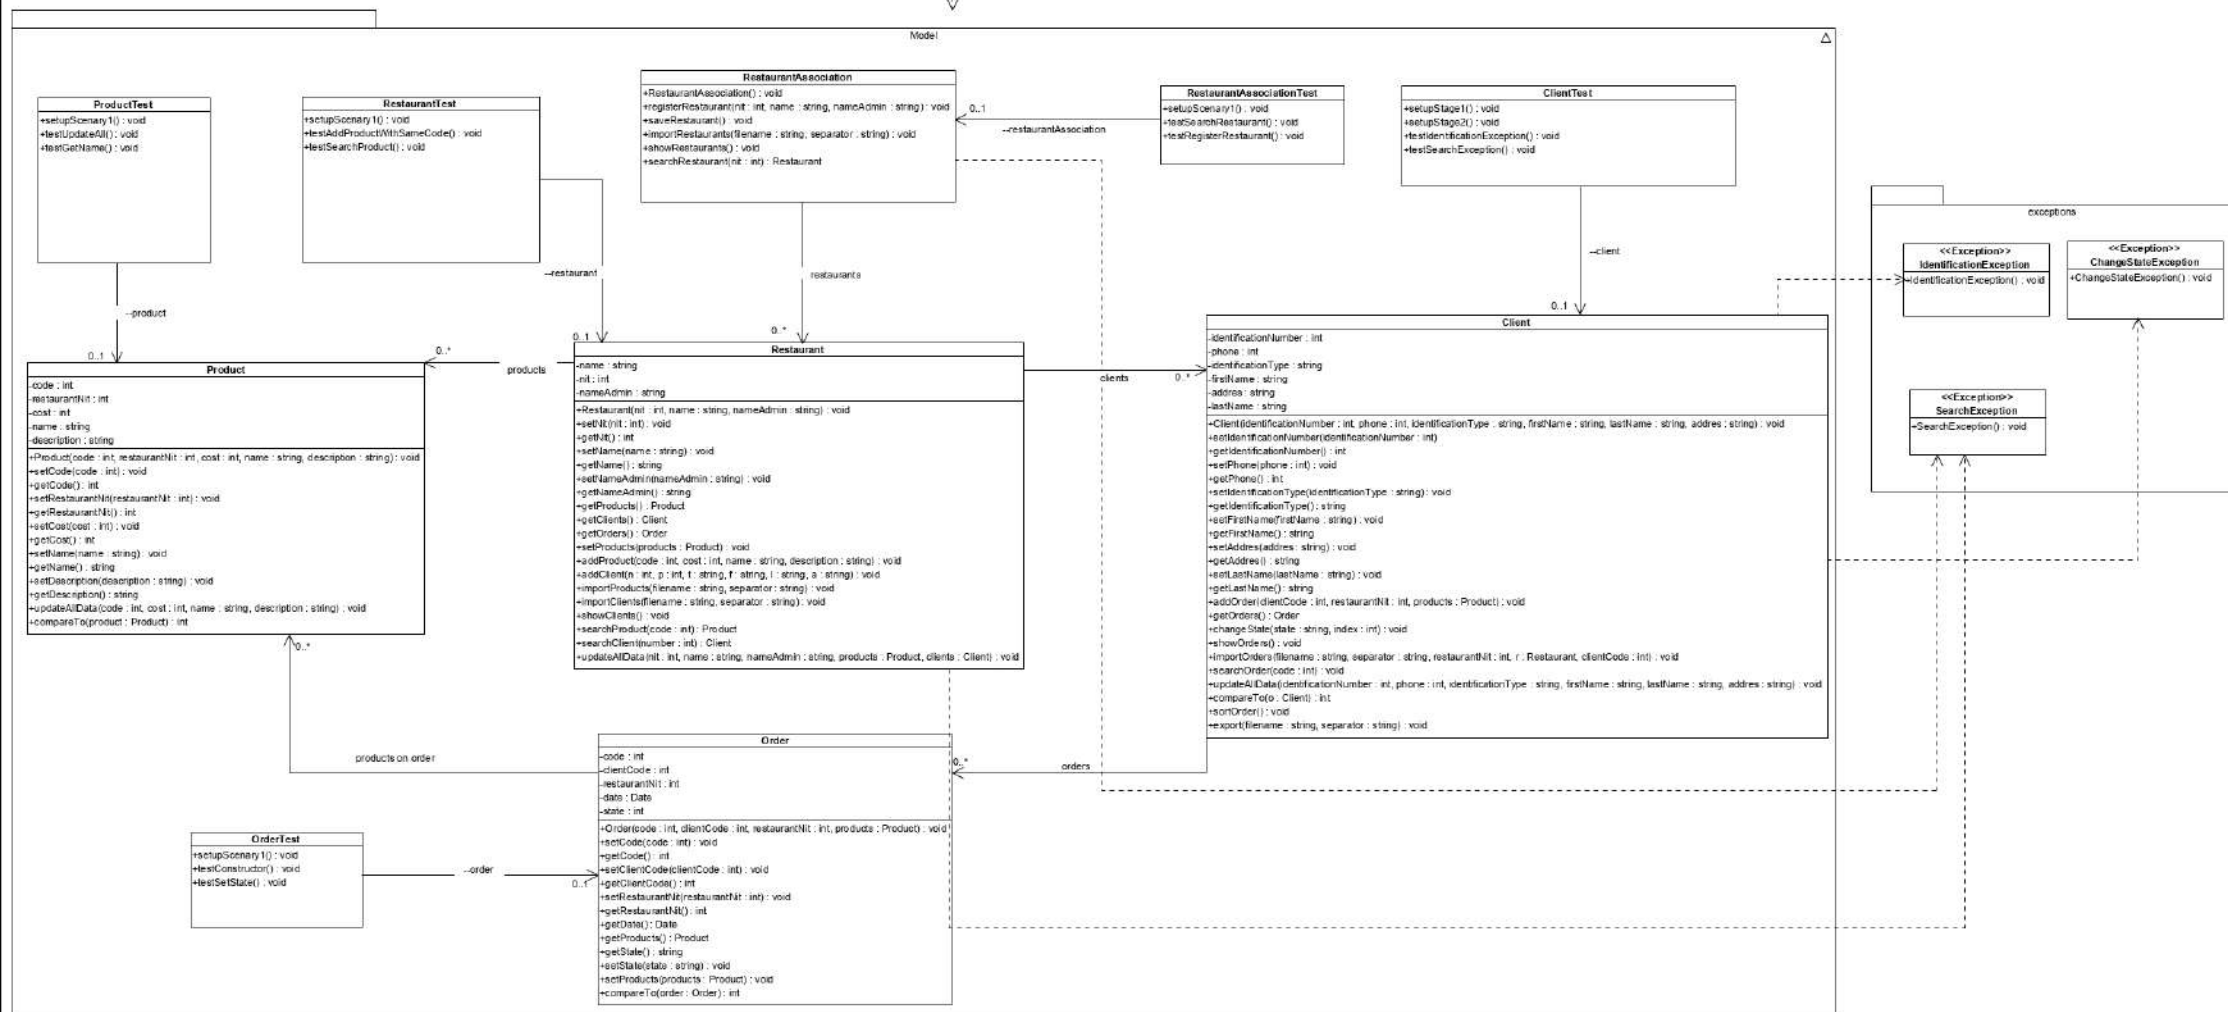 Model
ProductTest
+setupScenary1() : void
+testUpdateAll() : void
+testGetName() : void
RestaurantTest
+setupScenary1() : void
+testAddProductWithSameCode() : void
+testSearchProduct() : void
RestaurantAssociation
+RestaurantAssociation() : void
+registerRestaurant(nit : int, name : string, nameAdmin : string) : void
+saveRestaurant() : void
+importRestaurants(filename : string, separator : string) : void
+showRestaurants() : void
+searchRestaurant(nit : int) : Restaurant
0..1
--restaurantAssociation
RestaurantAssociationTest
+setupScenary1() : void
+testSearchRestaurant() : void
+testRegisterRestaurant() : void
ClientTest
+setupStage1() : void
+setupStage2() : void
+testIdentificationException() : void
+testSearchException() : void
exceptions
<<Exception>>
IdentificationException
+IdentificationException() : void
<<Exception>>
ChangeStateException
+ChangeStateException() : void
<<Exception>>
SearchException
+SearchException() : void
--product
0..1
--restaurant
0..1
restaurants
0..*
--client
0..1
0..*
products
clients
0..*
Product
-code : int
-restaurantNit : int
-cost : int
-name : string
-description : string
+Product(code : int, restaurantNit : int, cost : int, name : string, description : string) : void
+setCode(code : int) : void
+getCode() : int
+setRestaurantNit(restaurantNit : int) : void
+getRestaurantNit() : int
+setCost(cost : int) : void
+getCost() : int
+setName(name : string) : void
+getName() : string
+setDescription(description : string) : void
+getDescription() : string
+updateAllData(code : int, cost : int, name : string, description : string) : void
+compareTo(product : Product) : int
0..*
Restaurant
-name : string
-nit : int
-nameAdmin : string
+Restaurant(nit : int, name : string, nameAdmin : string) : void
+setNit(nit : int) : void
+getNit() : int
+setName(name : string) : void
+getName() : string
+setNameAdmin(nameAdmin : string) : void
+getNameAdmin() : string
+getProducts() : Product
+getClients() : Client
+getOrders() : Order
+setProducts(products : Product) : void
+addProduct(code : int, cost : int, name : string, description : string) : void
+addClient(n : int, p : int, t : string, f : string, l : string, a : string) : void
+importProducts(filename : string, separator : string) : void
+importClients(filename : string, separator : string) : void
+showClients() : void
+searchProduct(code : int) : Product
+searchClient(number : int) : Client
+updateAllData(nit : int, name : string, nameAdmin : string, products : Product, clients : Client) : void
Client
-identificationNumber : int
-phone : int
-identificationType : string
-firstName : string
-addres : string
-lastName : string
+Client(identificationNumber : int, phone : int, identificationType : string, firstName : string, lastName : string, addres : string) : void
+setIdentificationNumber(identificationNumber : int)
+getIdentificationNumber() : int
+setPhone(phone : int) : void
+getPhone() : int
+setIdentificationType(identificationType : string) : void
+getIdentificationType() : string
+setFirstName(firstName : string) : void
+getFirstName() : string
+setAddres(addres : string) : void
+getAddres() : string
+setLastName(lastName : string) : void
+getLastName() : string
+addOrder(clientCode : int, restaurantNit : int, products : Product) : void
+getOrders() : Order
+changeState(state : string, index : int) : void
+showOrders() : void
+importOrders(filename : string, separator : string, restaurantNit : int, r : Restaurant, clientCode : int) : void
+searchOrder(code : int) : void
+updateAllData(identificationNumber : int, phone : int, identificationType : string, firstName : string, lastName : string, addres : string) : void
+compareTo(o : Client) : int
+sortOrder() : void
+export(filename : string, separator : string) : void
products on order
0..*
orders
Order
-code : int
-clientCode : int
-restaurantNit : int
-date : Date
-state : int
+Order(code : int, clientCode : int, restaurantNit : int, products : Product) : void
+setCode(code : int) : void
+getCode() : int
+setClientCode(clientCode : int) : void
+getClientCode() : int
+setRestaurantNit(restaurantNit : int) : void
+getRestaurantNit() : int
+getDate() : Date
+getProducts() : Product
+getState() : string
+setState(state : string) : void
+setProducts(products : Product) : void
+compareTo(order : Order) : int
OrderTest
+setupScenary1() : void
+testConstructor() : void
+testSetState() : void
--order
0..1